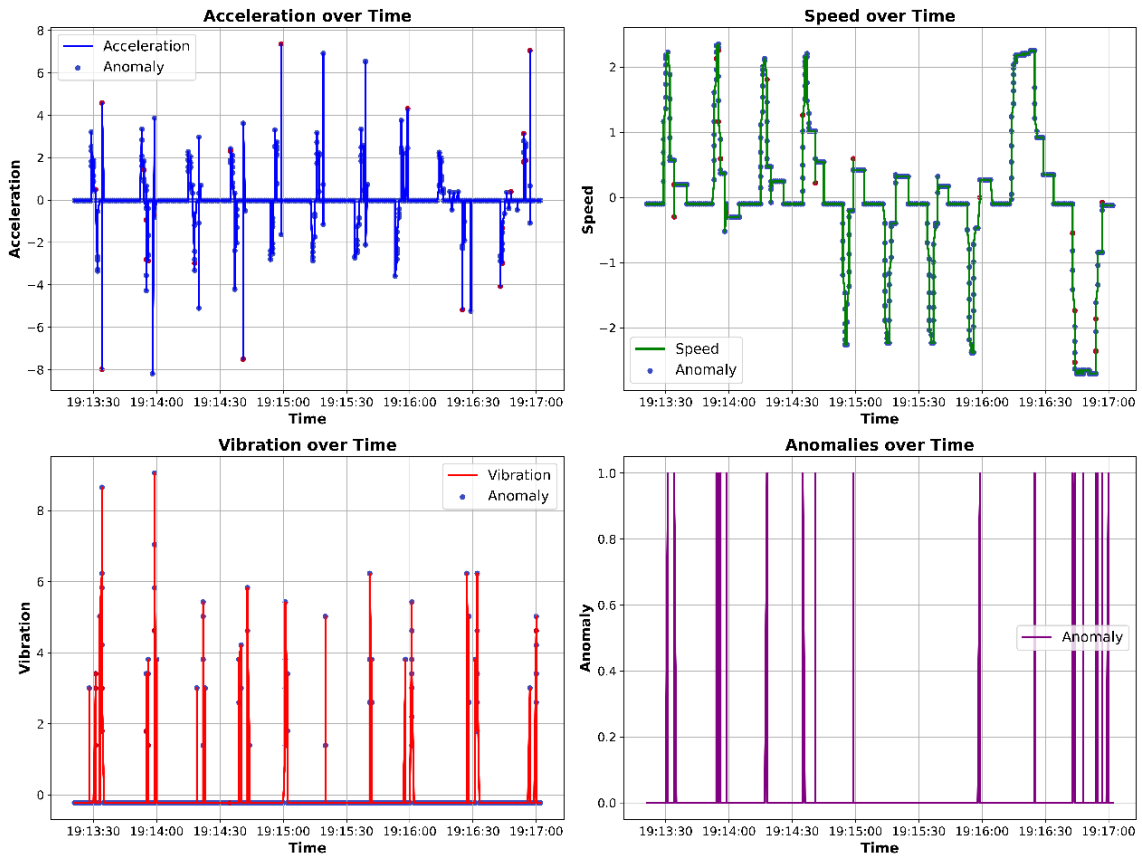 Acceleration over Time
8
6
4
2
0
−2
−4
−6
−8
Acceleration
Acceleration
Anomaly
19:13:30 19:14:00 19:14:30 19:15:00 19:15:30 19:16:00 19:16:30 19:17:00
Time
Speed over Time
2
1
0
−1
−2
Speed
Speed
Anomaly
19:13:30 19:14:00 19:14:30 19:15:00 19:15:30 19:16:00 19:16:30 19:17:00
Time
Vibration over Time
8
6
4
2
0
Vibration
Vibration
Anomaly
19:13:30 19:14:00 19:14:30 19:15:00 19:15:30 19:16:00 19:16:30 19:17:00
Time
Anomalies over Time
1.0
0.8
0.6
0.4
0.2
0.0
Anomaly
Anomaly
19:13:30 19:14:00 19:14:30 19:15:00 19:15:30 19:16:00 19:16:30 19:17:00
Time